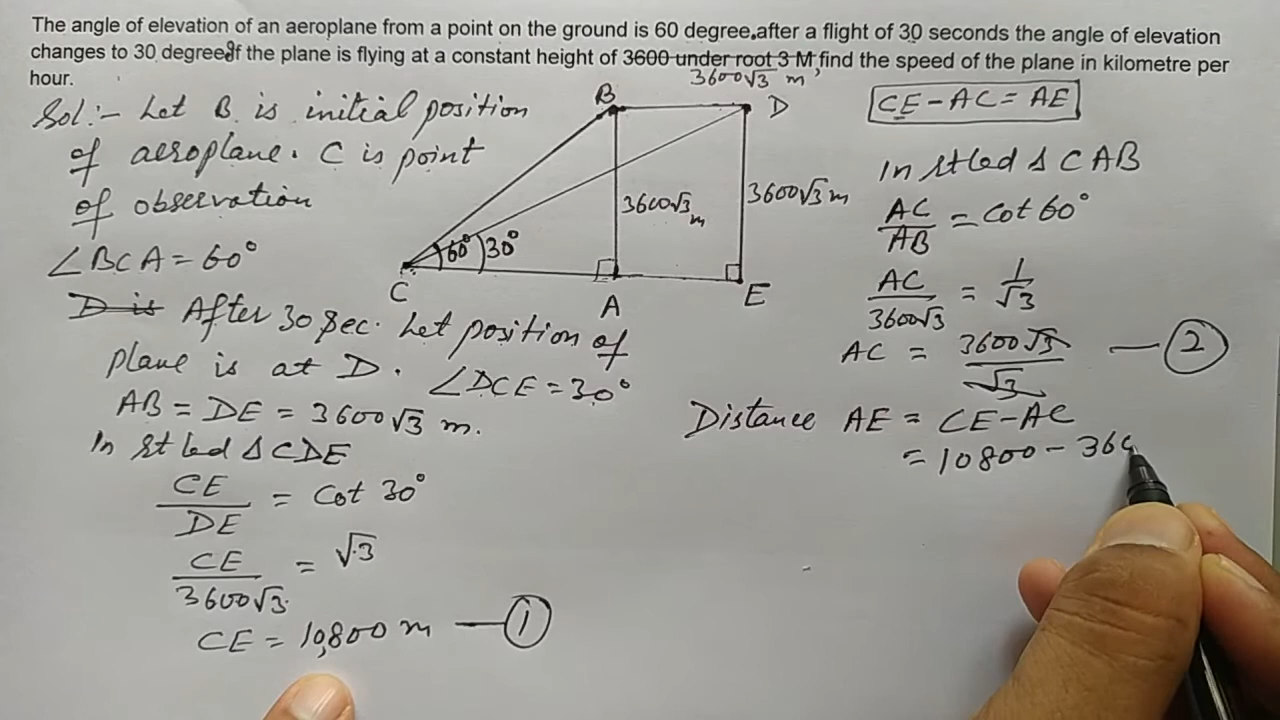 The angle of elevation of an aeroplane from a point on the ground is 60 degree,after a flight of 30 seconds the angle of elevation
changes to 30 degree.If the plane is flying at a constant height of 3600 under root 3 M,find the speed of the plane in kilometre per
hour.
3600√3 m
Sol:- Let B is initial position
of aeroplane. C is point
of observation
∠BCA = 60°
D is After 30 sec. Let position of
plane is at D. ∠DCE = 30°
AB = DE = 3600√3 m.
In rt led Δ CDE
CE/DE = Cot 30°
CE/3600√3 = √3
CE = 10,800 m —①
B
D
3600√3 m
3600√3 m
60° 30°
C
A
E
CE - AC = AE
In rt led Δ CAB
AC/AB = Cot 60°
AC/3600√3 = 1/√3
AC = 3600√3/√3 —②
Distance AE = CE - AC
= 10800 - 360